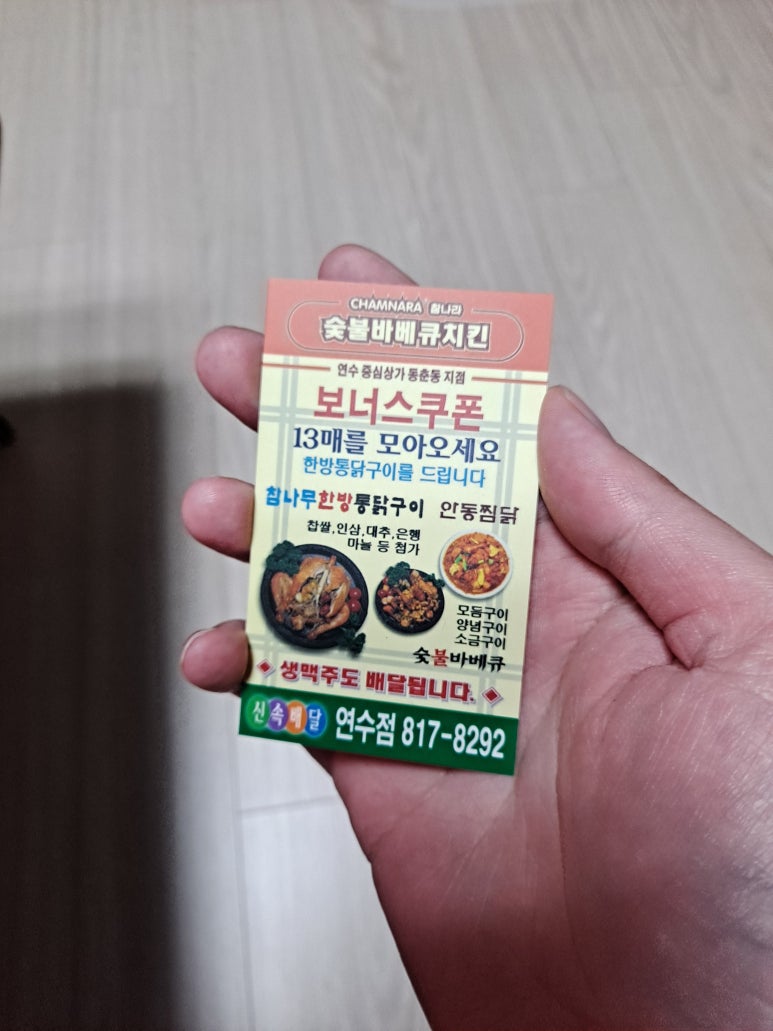 CHAMNARA 참나라
숯불바베큐치킨
연수 중심상가 동춘동 지점
보너스쿠폰
13매를 모아오세요
한방통닭구이를 드립니다
참나무한방통닭구이 안동찜닭
찹쌀,인삼,대추,은행
마늘 등 첨가
모듬구이
양념구이
소금구이
숯불바베큐
생맥주도 배달됩니다.
신속배달 연수점 817-8292